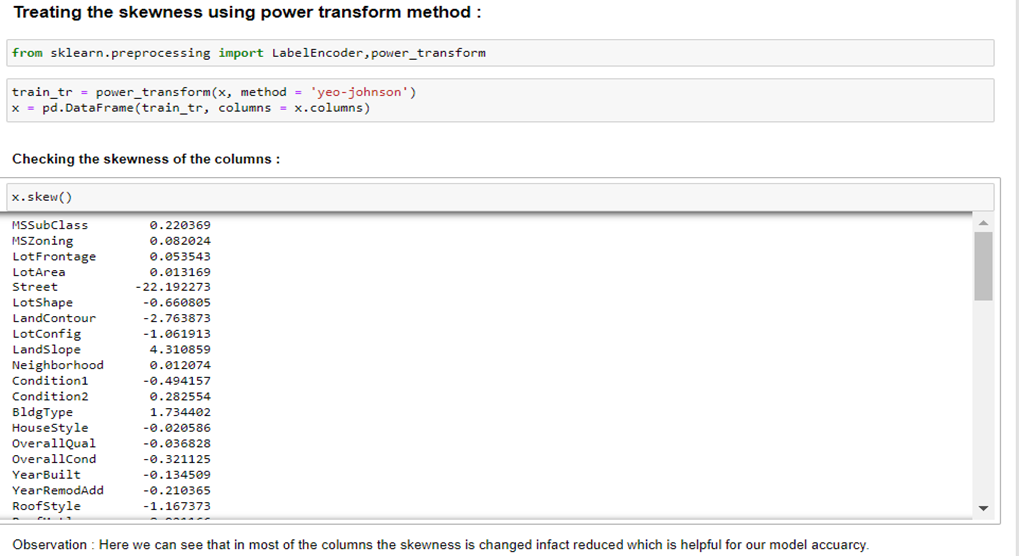 Treating the skewness using power transform method :
from sklearn.preprocessing import LabelEncoder,power_transform
train_tr = power_transform(x, method = 'yeo-johnson')
x = pd.DataFrame(train_tr, columns = x.columns)
Checking the skewness of the columns :
x.skew()
MSSubClass 0.220369
MSZoning 0.082024
LotFrontage 0.053543
LotArea 0.013169
Street -22.192273
LotShape -0.660805
LandContour -2.763873
LotConfig -1.061913
LandSlope 4.310859
Neighborhood 0.012074
Condition1 -0.494157
Condition2 0.282554
BldgType 1.734402
HouseStyle -0.020586
OverallQual -0.036828
OverallCond -0.321125
YearBuilt -0.134509
YearRemodAdd -0.210365
RoofStyle -1.167373
Observation : Here we can see that in most of the columns the skewness is changed infact reduced which is helpful for our model accuarcy.